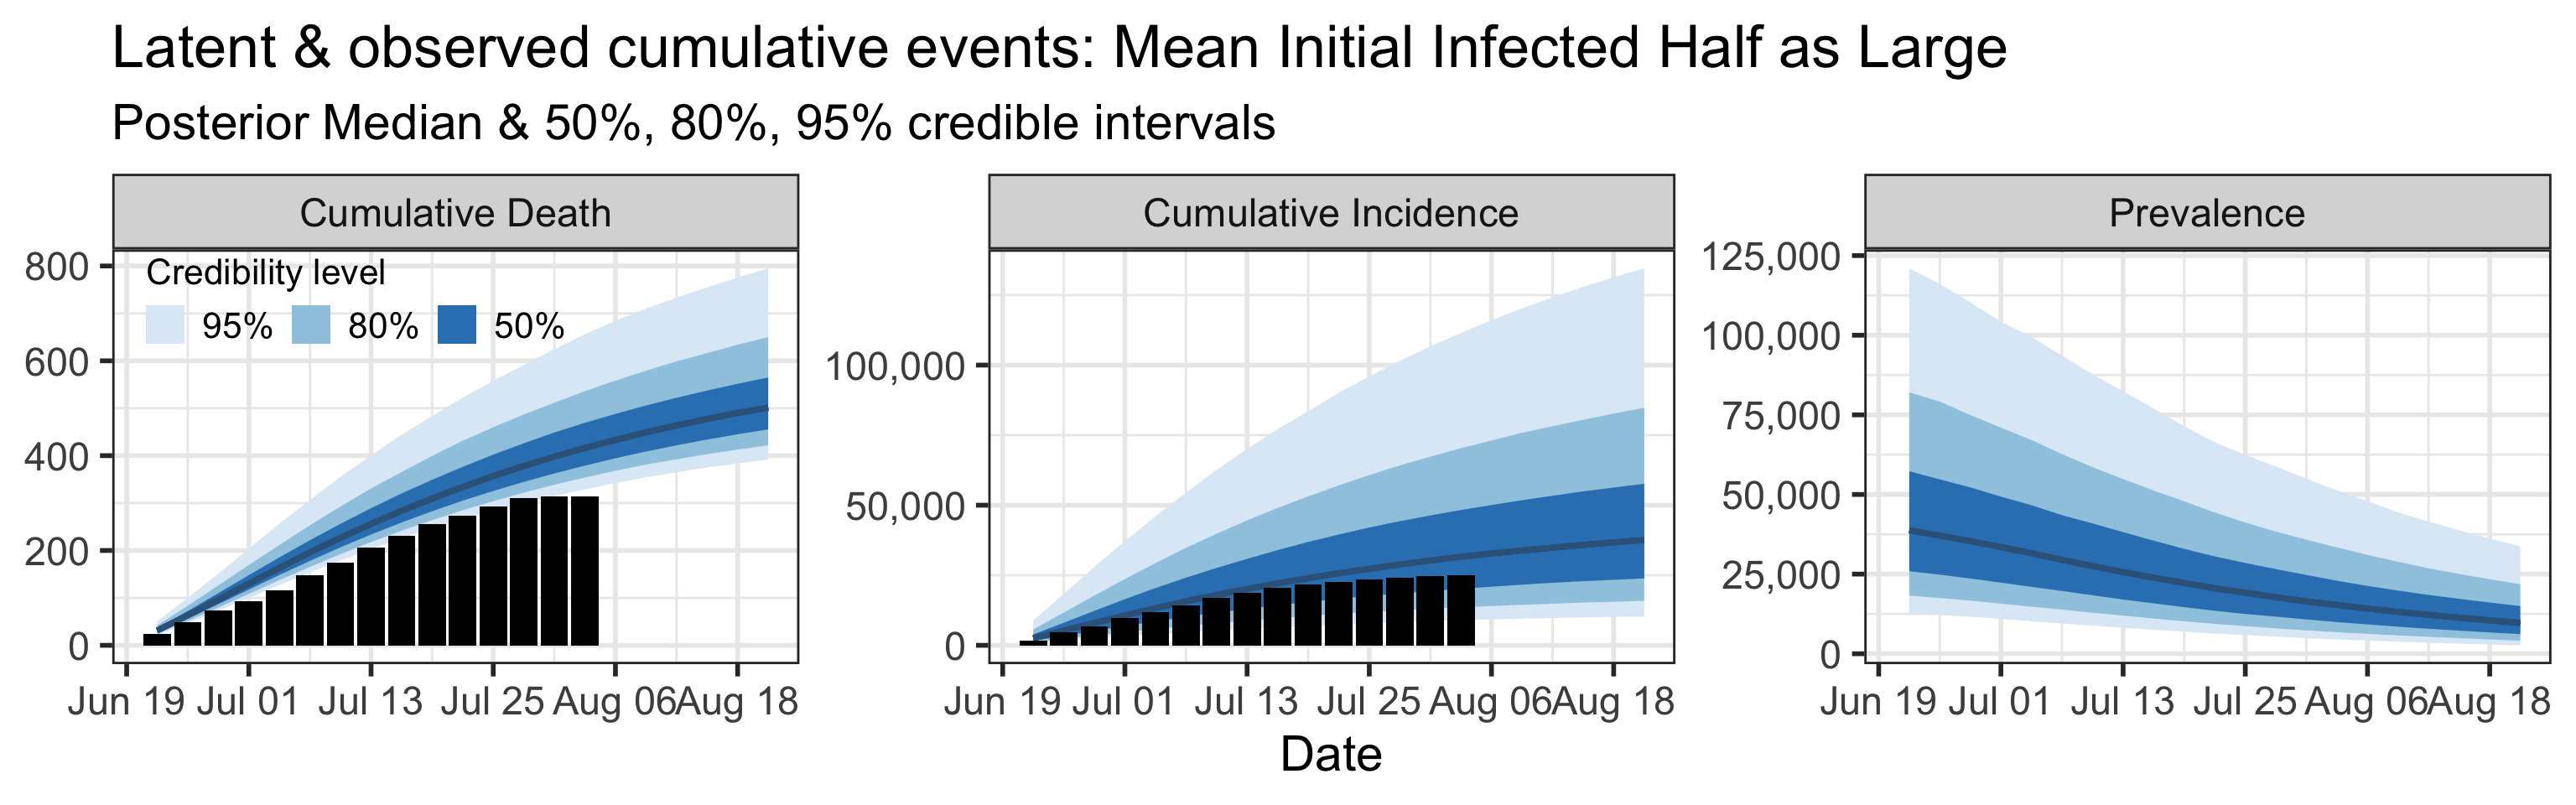 Latent & observed cumulative events: Mean Initial Infected Half as Large
Posterior Median & 50%, 80%, 95% credible intervals
Cumulative Death
800
600
400
200
0
Credibility level
95% 80% 50%
Jun 19 Jul 01 Jul 13 Jul 25 Aug 06 Aug 18
Cumulative Incidence
100,000
50,000
0
Jun 19 Jul 01 Jul 13 Jul 25 Aug 06 Aug 18
Prevalence
125,000
100,000
75,000
50,000
25,000
0
Jun 19 Jul 01 Jul 13 Jul 25 Aug 06 Aug 18
Date